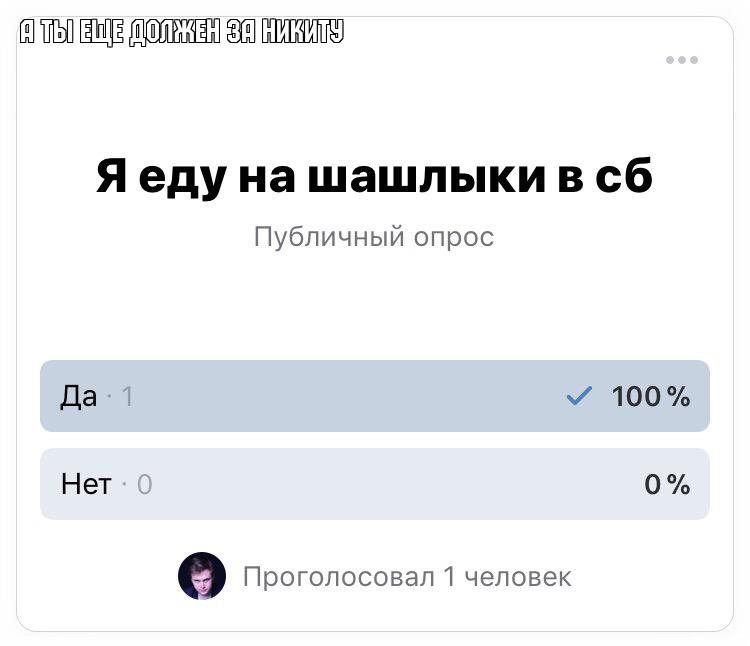 А ТЫ ЕЩЕ ДОЛЖЕН ЗА НИКИТУ
Я еду на шашлыки в сб
Публичный опрос
Да · 1 100 %
Нет · 0 0 %
Проголосовал 1 человек